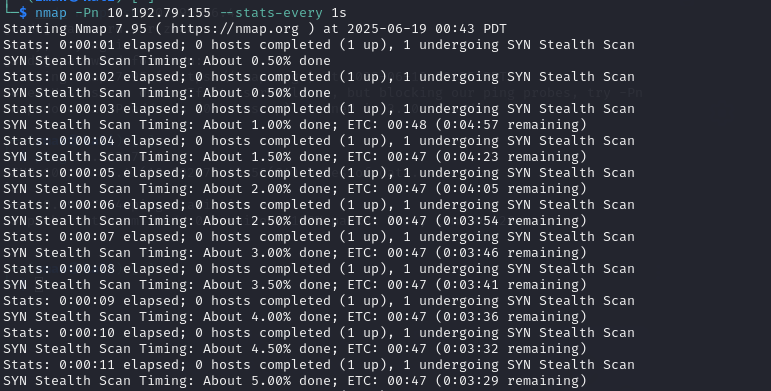 └─$ nmap -Pn 10.192.79.155 --stats-every 1s
Starting Nmap 7.95 ( https://nmap.org ) at 2025-06-19 00:43 PDT
Stats: 0:00:01 elapsed; 0 hosts completed (1 up), 1 undergoing SYN Stealth Scan
SYN Stealth Scan Timing: About 0.50% done
Stats: 0:00:02 elapsed; 0 hosts completed (1 up), 1 undergoing SYN Stealth Scan
SYN Stealth Scan Timing: About 0.50% done
Stats: 0:00:03 elapsed; 0 hosts completed (1 up), 1 undergoing SYN Stealth Scan
SYN Stealth Scan Timing: About 1.00% done; ETC: 00:48 (0:04:57 remaining)
Stats: 0:00:04 elapsed; 0 hosts completed (1 up), 1 undergoing SYN Stealth Scan
SYN Stealth Scan Timing: About 1.50% done; ETC: 00:47 (0:04:23 remaining)
Stats: 0:00:05 elapsed; 0 hosts completed (1 up), 1 undergoing SYN Stealth Scan
SYN Stealth Scan Timing: About 2.00% done; ETC: 00:47 (0:04:05 remaining)
Stats: 0:00:06 elapsed; 0 hosts completed (1 up), 1 undergoing SYN Stealth Scan
SYN Stealth Scan Timing: About 2.50% done; ETC: 00:47 (0:03:54 remaining)
Stats: 0:00:07 elapsed; 0 hosts completed (1 up), 1 undergoing SYN Stealth Scan
SYN Stealth Scan Timing: About 3.00% done; ETC: 00:47 (0:03:46 remaining)
Stats: 0:00:08 elapsed; 0 hosts completed (1 up), 1 undergoing SYN Stealth Scan
SYN Stealth Scan Timing: About 3.50% done; ETC: 00:47 (0:03:41 remaining)
Stats: 0:00:09 elapsed; 0 hosts completed (1 up), 1 undergoing SYN Stealth Scan
SYN Stealth Scan Timing: About 4.00% done; ETC: 00:47 (0:03:36 remaining)
Stats: 0:00:10 elapsed; 0 hosts completed (1 up), 1 undergoing SYN Stealth Scan
SYN Stealth Scan Timing: About 4.50% done; ETC: 00:47 (0:03:32 remaining)
Stats: 0:00:11 elapsed; 0 hosts completed (1 up), 1 undergoing SYN Stealth Scan
SYN Stealth Scan Timing: About 5.00% done; ETC: 00:47 (0:03:29 remaining)